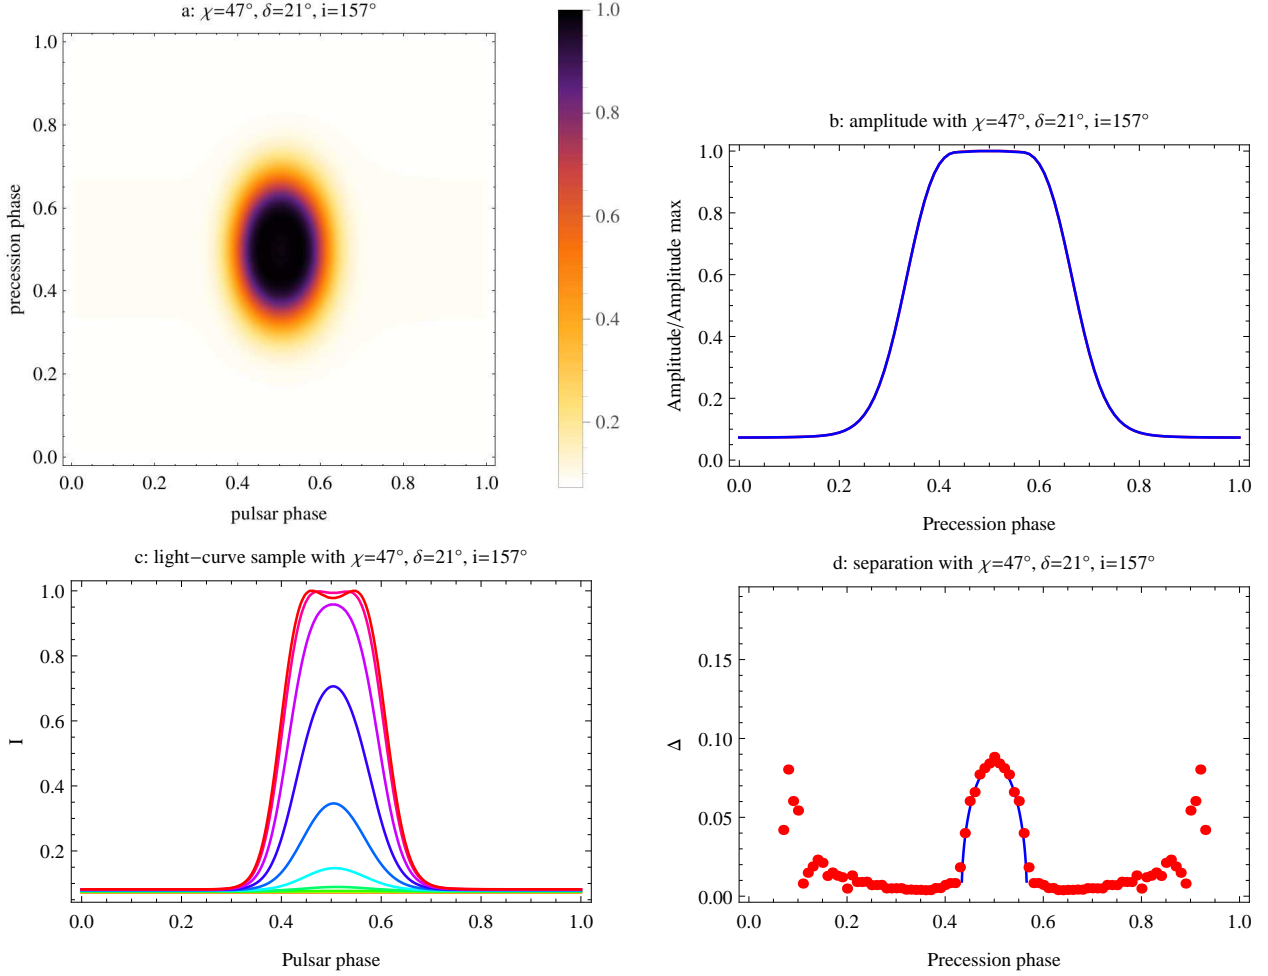 a: χ=47°, δ=21°, i=157°
1.0
0.8
0.6
0.4
0.2
0.0
precession phase
0.0 0.2 0.4 0.6 0.8 1.0
pulsar phase
1.0
0.8
0.6
0.4
0.2
b: amplitude with χ=47°, δ=21°, i=157°
1.0
0.8
0.6
0.4
0.2
0.0
Amplitude/Amplitude max
0.0 0.2 0.4 0.6 0.8 1.0
Precession phase
c: light−curve sample with χ=47°, δ=21°, i=157°
1.0
0.8
0.6
0.4
0.2
I
0.0 0.2 0.4 0.6 0.8 1.0
Pulsar phase
d: separation with χ=47°, δ=21°, i=157°
0.15
0.10
0.05
0.00
Δ
0.0 0.2 0.4 0.6 0.8 1.0
Precession phase